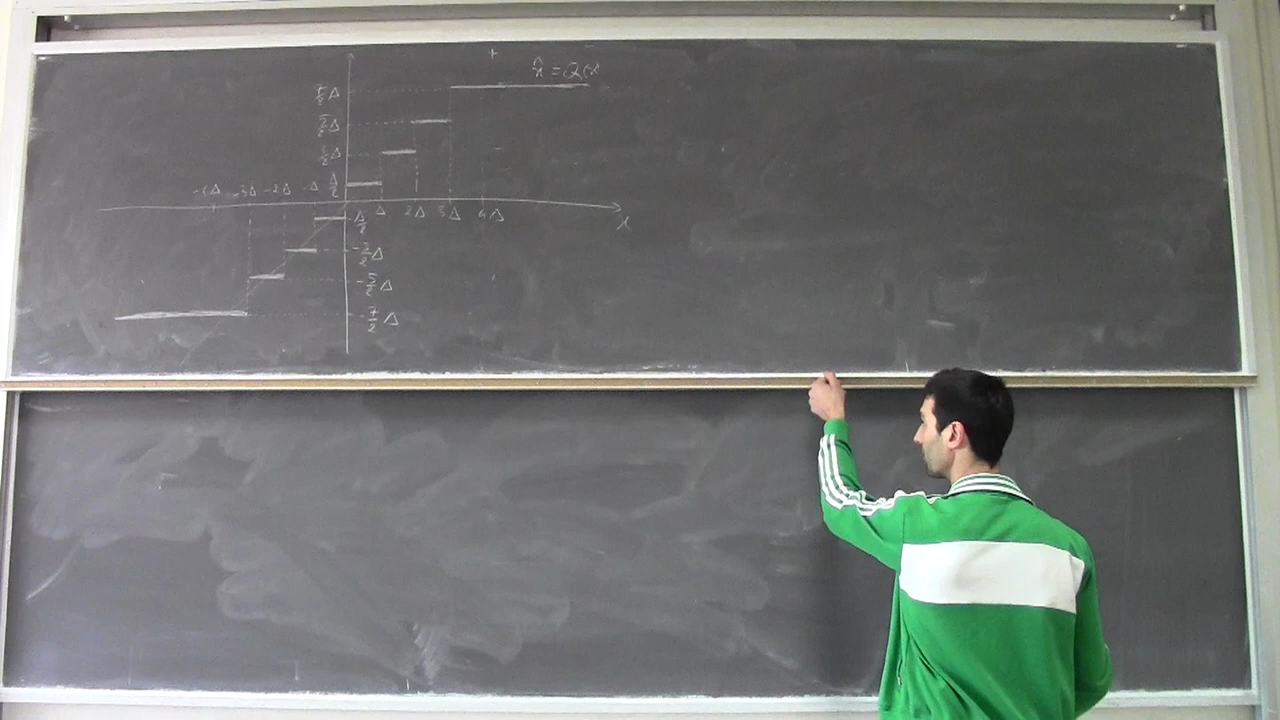 x̂ = Q(x
7/2 Δ
5/2 Δ
3/2 Δ
Δ/2
-4Δ -3Δ -2Δ -Δ
Δ 2Δ 3Δ 4Δ
x
-Δ/2
-3/2 Δ
-5/2 Δ
-7/2 Δ